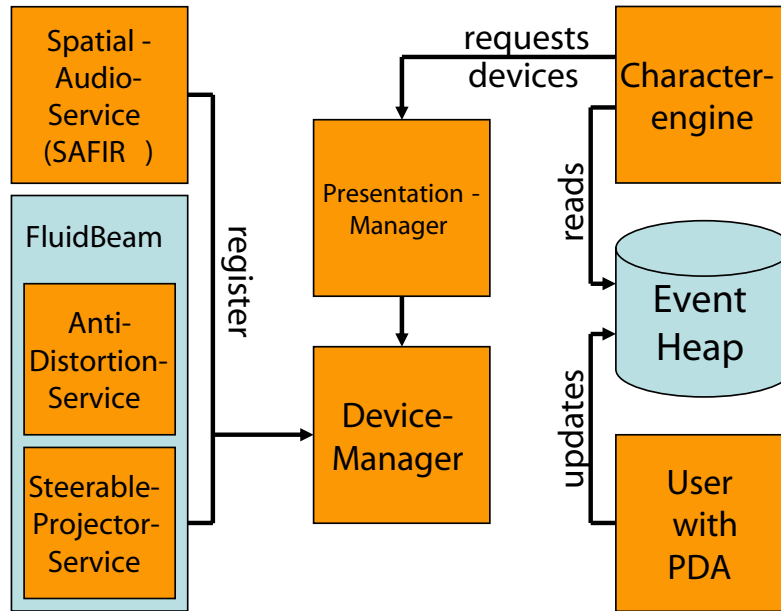 Spatial -
Audio-
Service
(SAFIR )
FluidBeam
Anti-
Distortion-
Service
Steerable-
Projector-
Service
register
requests
devices
Presentation -
Manager
Device-
Manager
Character-
engine
reads
Event
Heap
updates
User
with
PDA